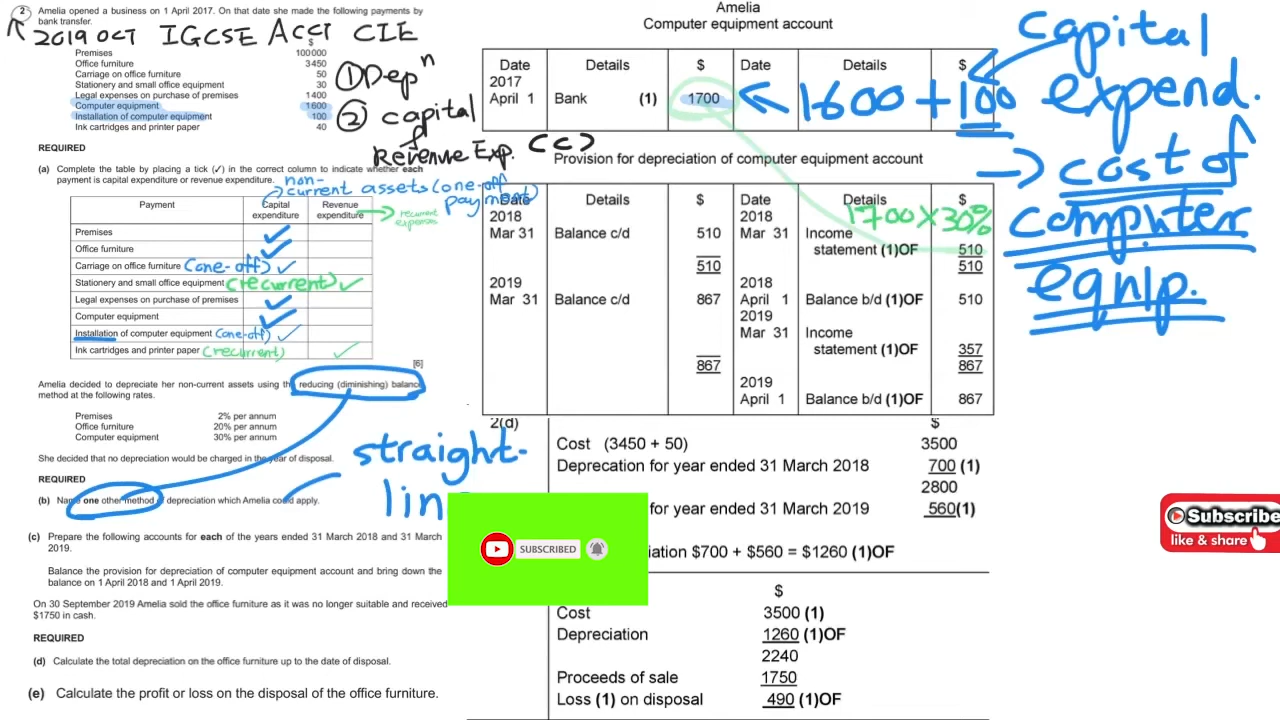 2 Amelia opened a business on 1 April 2017. On that date she made the following payments by
bank transfer.
2019 OCT IGCSE ACCT CIE
$
Premises 100 000
Office furniture 3450
Carriage on office furniture 50
Stationery and small office equipment 30
Legal expenses on purchase of premises 1400
Computer equipment 1600
Installation of computer equipment 100
Ink cartridges and printer paper 40
① Depⁿ
② capital
Revenue Exp.
REQUIRED
(a) Complete the table by placing a tick (✓) in the correct column to indicate whether each
payment is capital expenditure or revenue expenditure.
non-
current assets (one-off
payment)
Payment Capital expenditure Revenue expenditure
recurrent
expenses
Premises ✓
Office furniture ✓
Carriage on office furniture (one-off) ✓
Stationery and small office equipment (recurrent) ✓
Legal expenses on purchase of premises ✓
Computer equipment ✓
Installation of computer equipment (one-off) ✓
Ink cartridges and printer paper (recurrent) ✓
[6]
Amelia decided to depreciate her non-current assets using the reducing (diminishing) balance
method at the following rates.
Premises 2% per annum
Office furniture 20% per annum
Computer equipment 30% per annum
She decided that no depreciation would be charged in the year of disposal.
REQUIRED
(b) Name one other method of depreciation which Amelia could apply.
straight-
lin
(c) Prepare the following accounts for each of the years ended 31 March 2018 and 31 March
2019.
Balance the provision for depreciation of computer equipment account and bring down the
balance on 1 April 2018 and 1 April 2019.
On 30 September 2019 Amelia sold the office furniture as it was no longer suitable and received
$1750 in cash.
REQUIRED
(d) Calculate the total depreciation on the office furniture up to the date of disposal.
(e) Calculate the profit or loss on the disposal of the office furniture.
Amelia
Computer equipment account
Date Details $ Date Details $
2017
April 1 Bank (1) 1700
1600 + 100
capital
expend.
→ cost of
computer
equip.
(c)
Provision for depreciation of computer equipment account
Date Details $ Date Details $
1700 X 30%
2018 2018
Mar 31 Balance c/d 510 Mar 31 Income
statement (1)OF 510
510 510
2019 2018
Mar 31 Balance c/d 867 April 1 Balance b/d (1)OF 510
2019
Mar 31 Income
statement (1)OF 357
867 867
2019
April 1 Balance b/d (1)OF 867
2(d) $
Cost (3450 + 50) 3500
Deprecation for year ended 31 March 2018 700 (1)
2800
for year ended 31 March 2019 560(1)
iation $700 + $560 = $1260 (1)OF
$
Cost 3500 (1)
Depreciation 1260 (1)OF
2240
Proceeds of sale 1750
Loss (1) on disposal 490 (1)OF
SUBSCRIBED
Subscribe
like & share